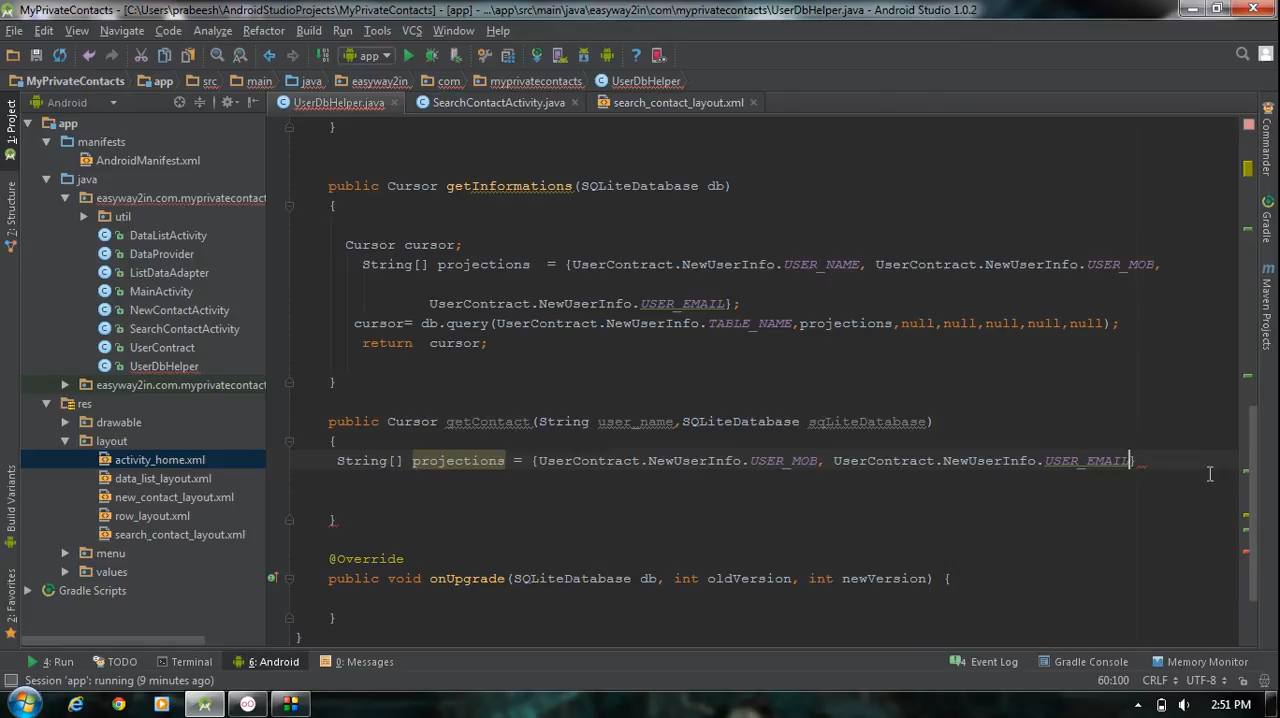 MyPrivateContacts - [C:\Users\prabeesh\AndroidStudioProjects\MyPrivateContacts] - [app] - ...\app\src\main\java\easyway2in\com\myprivatecontacts\UserDbHelper.java - Android Studio 1.0.2
File Edit View Navigate Code Analyze Refactor Build Run Tools VCS Window Help
app
MyPrivateContacts app src main java easyway2in com myprivatecontacts UserDbHelper
Android
UserDbHelper.java SearchContactActivity.java search_contact_layout.xml
1: Project
7: Structure
Build Variants
2: Favorites
app
manifests
AndroidManifest.xml
java
easyway2in.com.myprivatecontact
util
DataListActivity
DataProvider
ListDataAdapter
MainActivity
NewContactActivity
SearchContactActivity
UserContract
UserDbHelper
easyway2in.com.myprivatecontact
res
drawable
layout
activity_home.xml
data_list_layout.xml
new_contact_layout.xml
row_layout.xml
search_contact_layout.xml
menu
values
Gradle Scripts
}
public Cursor getInformations(SQLiteDatabase db)
{
Cursor cursor;
String[] projections = {UserContract.NewUserInfo.USER_NAME, UserContract.NewUserInfo.USER_MOB,
UserContract.NewUserInfo.USER_EMAIL};
cursor= db.query(UserContract.NewUserInfo.TABLE_NAME,projections,null,null,null,null,null);
return cursor;
}
public Cursor getContact(String user_name,SQLiteDatabase sqLiteDatabase)
{
String[] projections = {UserContract.NewUserInfo.USER_MOB, UserContract.NewUserInfo.USER_EMAIL}
}
@Override
public void onUpgrade(SQLiteDatabase db, int oldVersion, int newVersion) {
}
}
Commander
Gradle
Maven Projects
4: Run TODO Terminal 6: Android 0: Messages Event Log Gradle Console Memory Monitor
Session 'app': running (9 minutes ago) 60:100 CRLF UTF-8
2:51 PM